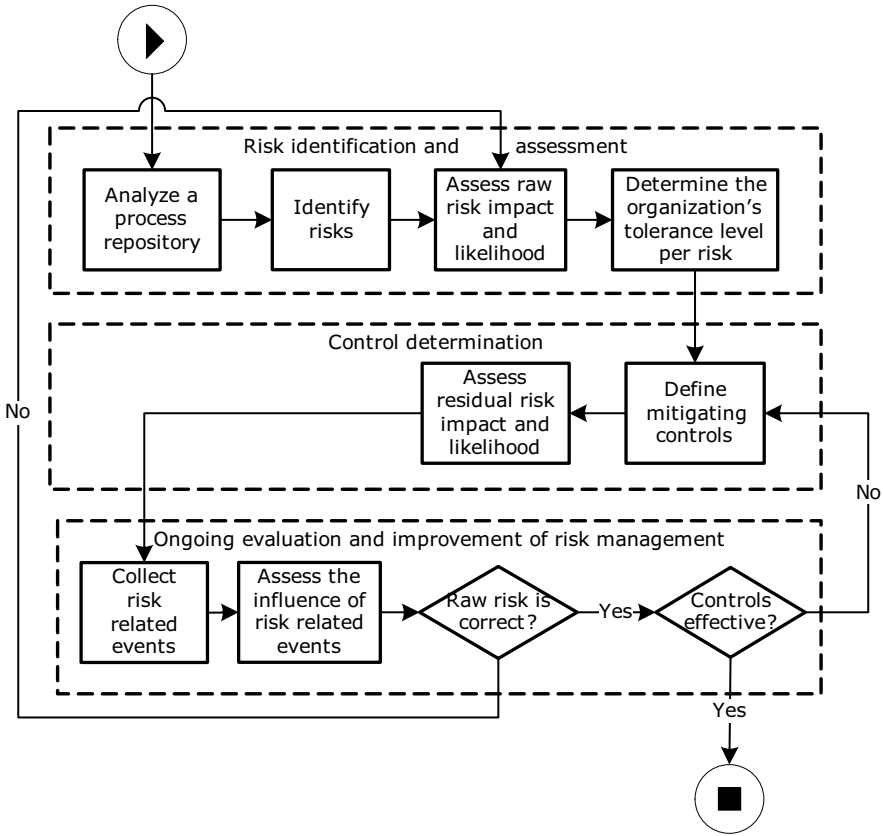 Risk identification and assessment
Analyze a
process
repository
Identify
risks
Assess raw
risk impact
and
likelihood
Determine the
organization's
tolerance level
per risk
Control determination
Assess
residual risk
impact and
likelihood
Define
mitigating
controls
No
No
Ongoing evaluation and improvement of risk management
Collect
risk
related
events
Assess the
influence of
risk related
events
Raw risk is
correct?
Yes
Controls
effective?
Yes